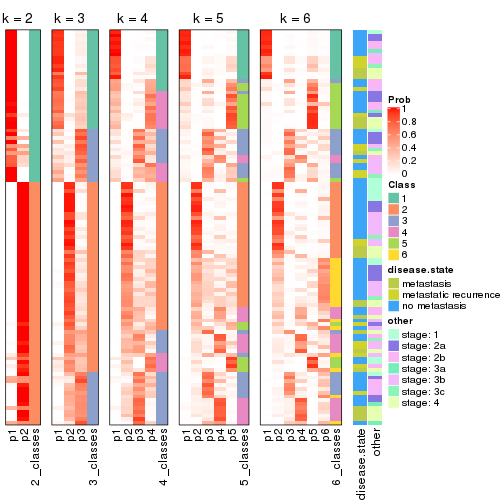 k = 2 k = 3 k = 4 k = 5 k = 6
Prob
1
0.8
0.6
0.4
0.2
0
Class
1
2
3
4
5
6
disease.state
metastasis
metastatic recurrence
no metastasis
other
stage: 1
stage: 2a
stage: 2b
stage: 3a
stage: 3b
stage: 3c
stage: 4
p1 p2 2_classes p1 p2 p3 3_classes p1 p2 p3 p4 4_classes p1 p2 p3 p4 p5 5_classes p1 p2 p3 p4 p5 p6 6_classes disease.state other